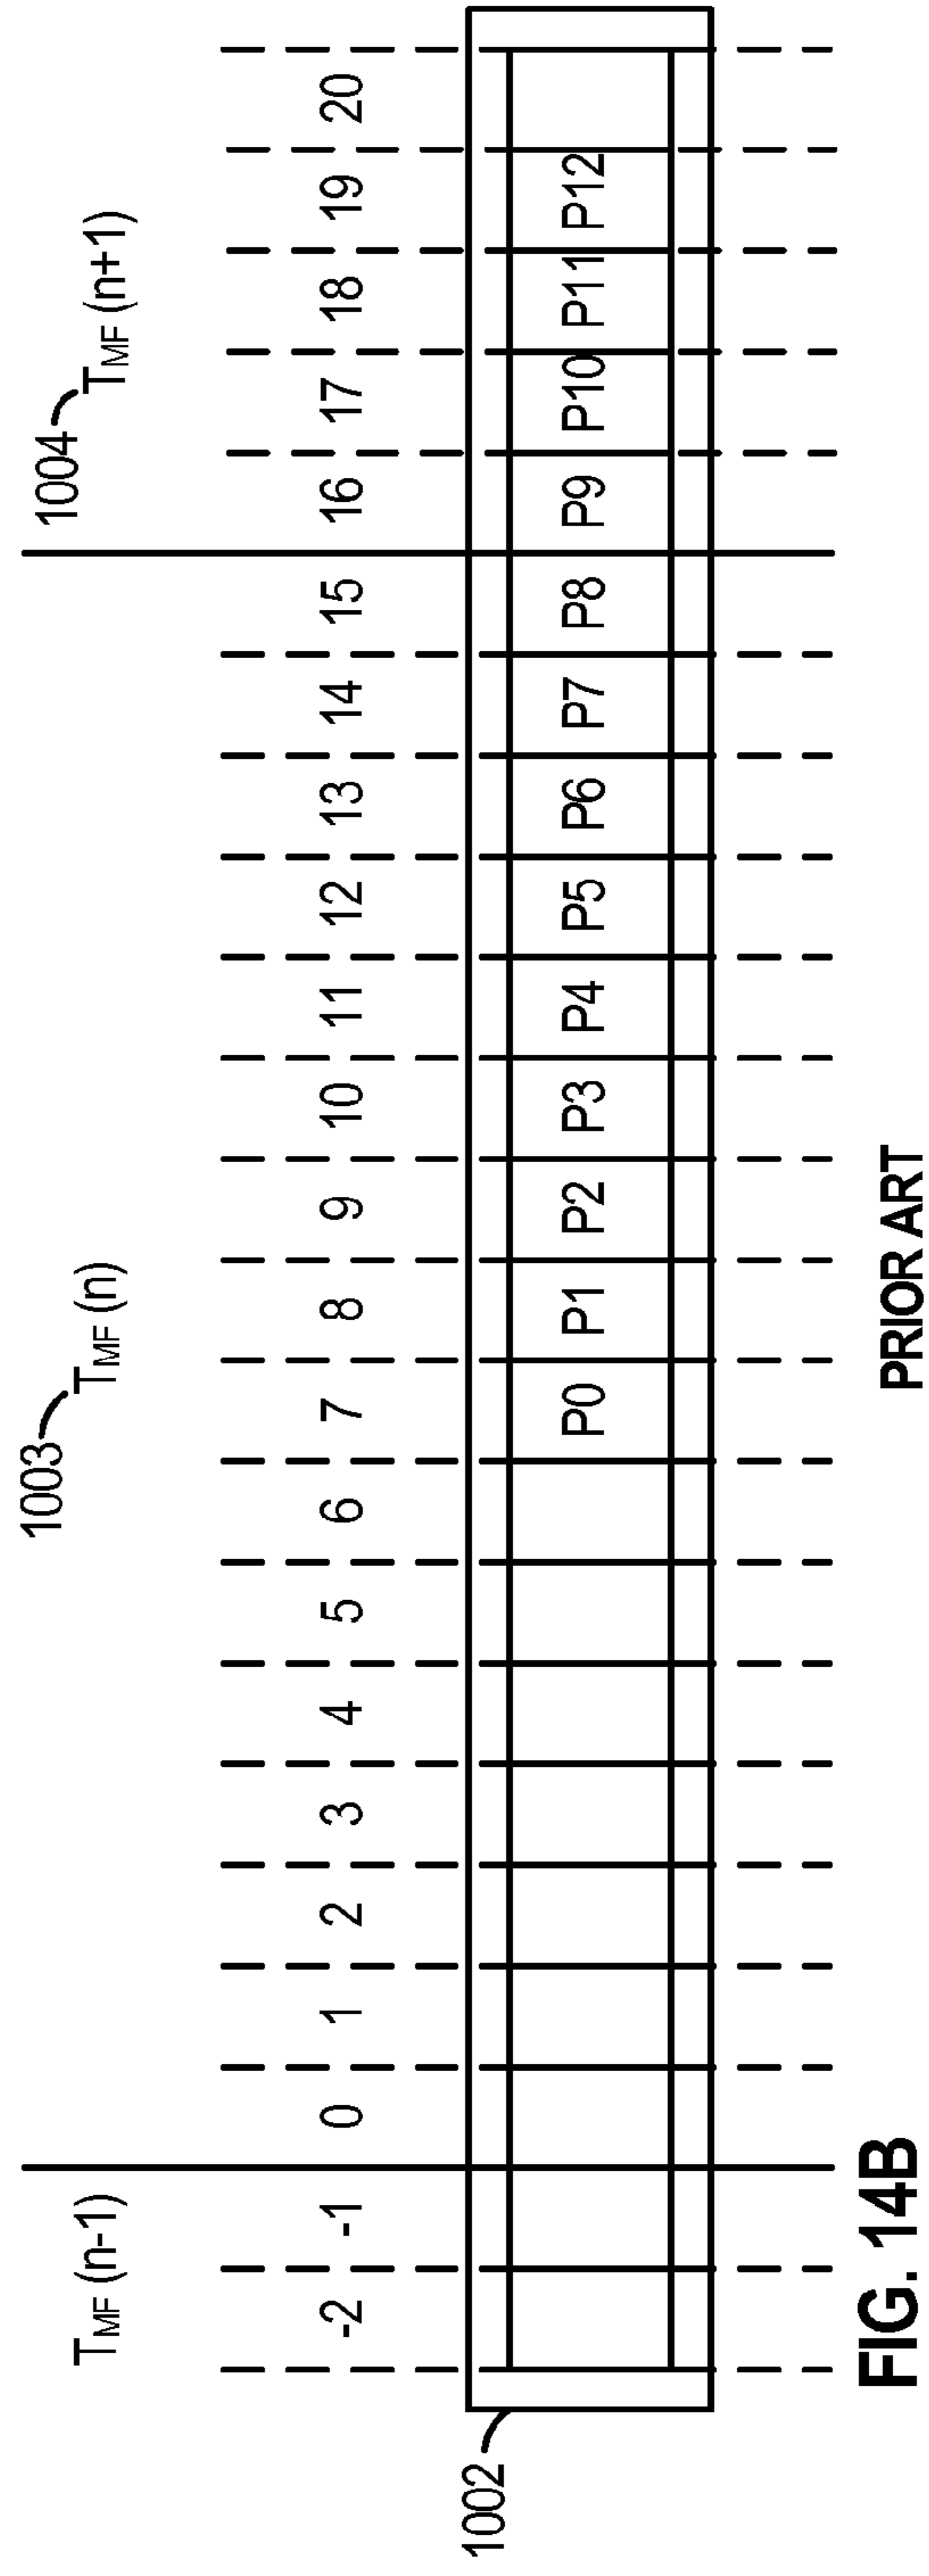 1003 1004
T_MF (n-1) T_MF (n) T_MF (n+1)
-2 -1 0 1 2 3 4 5 6 7 8 9 10 11 12 13 14 15 16 17 18 19 20
1002 P0 P1 P2 P3 P4 P5 P6 P7 P8 P9 P10 P11 P12
FIG. 14B PRIOR ART